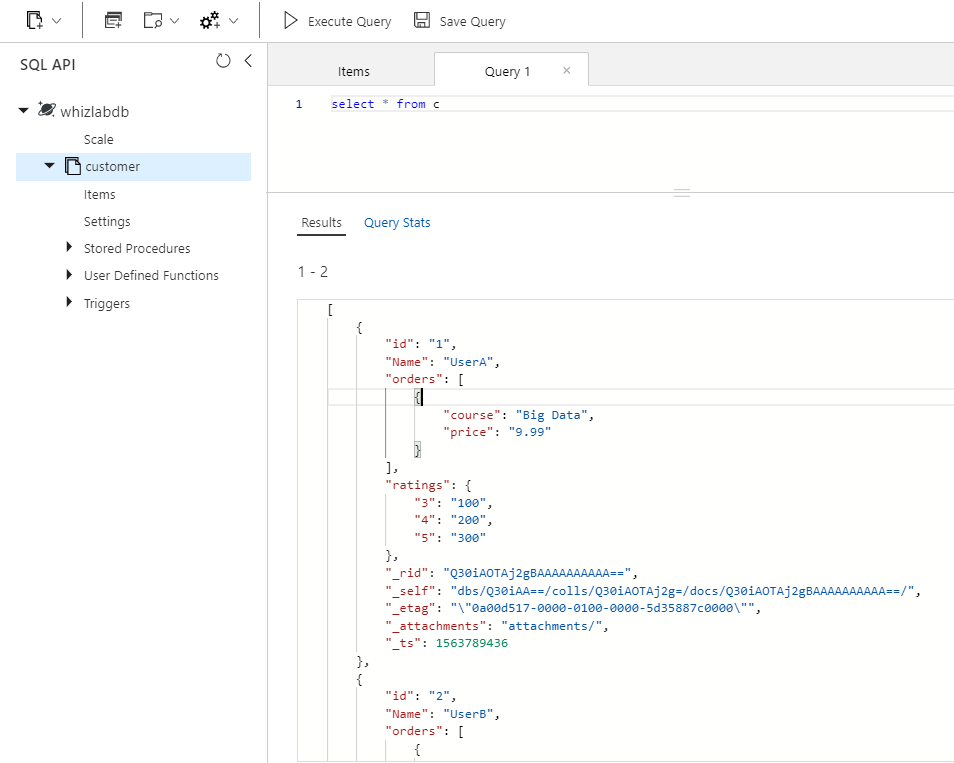 Execute Query
Save Query
SQL API
whizlabdb
Scale
customer
Items
Settings
Stored Procedures
User Defined Functions
Triggers
Items
Query 1
1 select * from c
Results
Query Stats
1 - 2
[
{
"id": "1",
"Name": "UserA",
"orders": [
{
"course": "Big Data",
"price": "9.99"
}
],
"ratings": {
"3": "100",
"4": "200",
"5": "300"
},
"_rid": "Q30iAOTAj2gBAAAAAAAAAA==",
"_self": "dbs/Q30iAA==/colls/Q30iAOTAj2g=/docs/Q30iAOTAj2gBAAAAAAAAAA==/",
"_etag": "\"0a00d517-0000-0100-0000-5d35887c0000\"",
"_attachments": "attachments/",
"_ts": 1563789436
},
{
"id": "2",
"Name": "UserB",
"orders": [
{